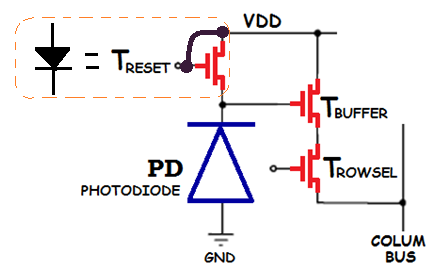 VDD
= TRESET
TBUFFER
PD
PHOTODIODE
TROWSEL
COLUM
BUS
GND